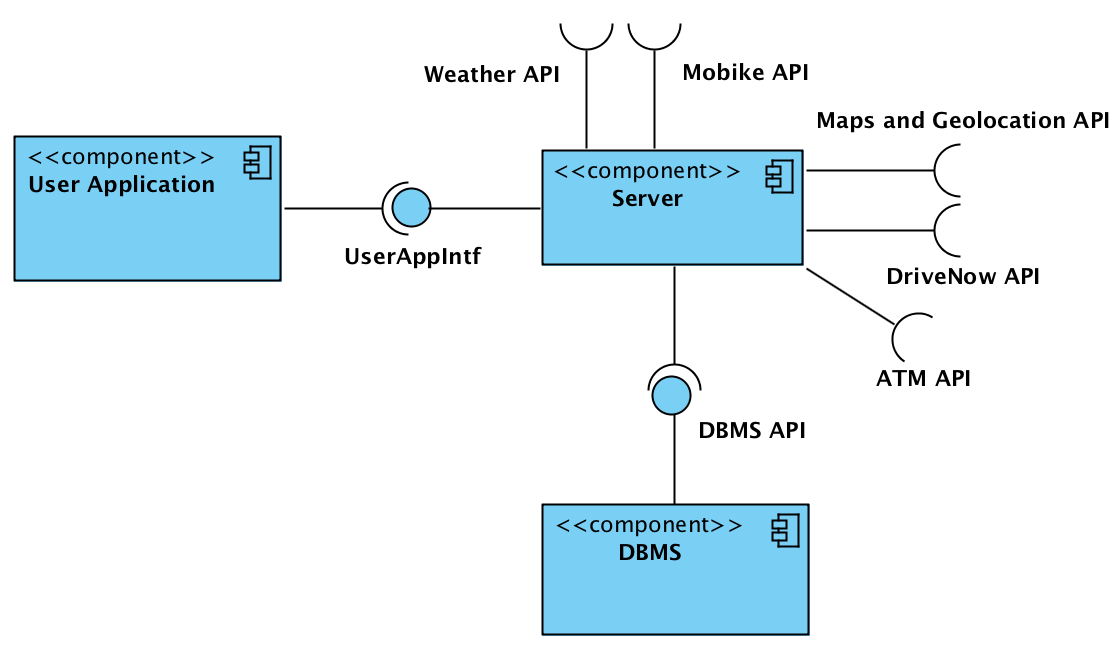 Weather API
Mobike API
Maps and Geolocation API
<<component>>
User Application
<<component>>
Server
UserAppIntf
DriveNow API
ATM API
DBMS API
<<component>>
DBMS